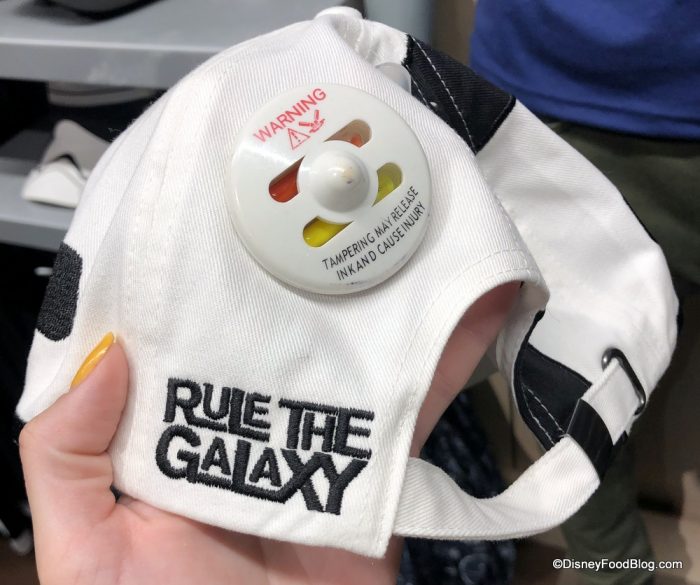 WARNING
TAMPERING MAY RELEASE
INK AND CAUSE INJURY
RULE THE
GALAXY
©DisneyFoodBlog.com